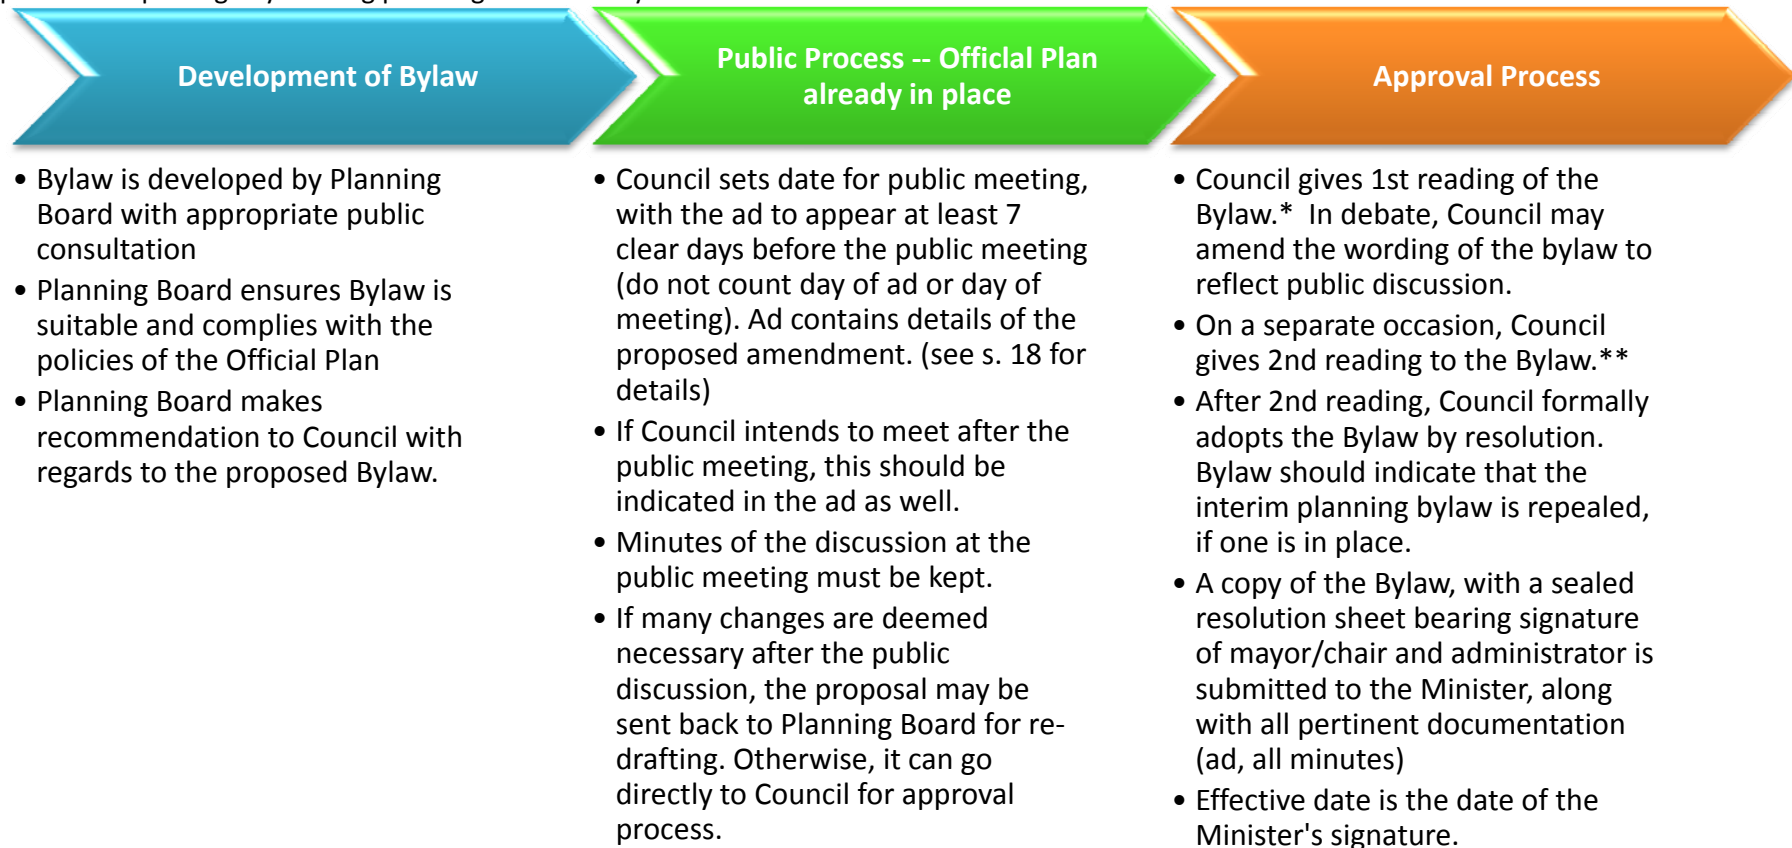 Development of Bylaw
• Bylaw is developed by Planning
Board with appropriate public
consultation
• Planning Board ensures Bylaw is
suitable and complies with the
policies of the Official Plan
• Planning Board makes
recommendation to Council with
regards to the proposed Bylaw.
Public Process -- Officlal Plan
already in place
• Council sets date for public meeting,
with the ad to appear at least 7
clear days before the public meeting
(do not count day of ad or day of
meeting). Ad contains details of the
proposed amendment. (see s. 18 for
details)
• If Council intends to meet after the
public meeting, this should be
indicated in the ad as well.
• Minutes of the discussion at the
public meeting must be kept.
• If many changes are deemed
necessary after the public
discussion, the proposal may be
sent back to Planning Board for re-
drafting. Otherwise, it can go
directly to Council for approval
process.
Approval Process
• Council gives 1st reading of the
Bylaw.* In debate, Council may
amend the wording of the bylaw to
reflect public discussion.
• On a separate occasion, Council
gives 2nd reading to the Bylaw.**
• After 2nd reading, Council formally
adopts the Bylaw by resolution.
Bylaw should indicate that the
interim planning bylaw is repealed,
if one is in place.
• A copy of the Bylaw, with a sealed
resolution sheet bearing signature
of mayor/chair and administrator is
submitted to the Minister, along
with all pertinent documentation
(ad, all minutes)
• Effective date is the date of the
Minister's signature.